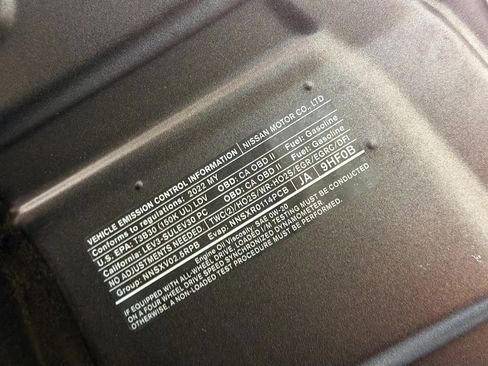 VEHICLE EMISSION CONTROL INFORMATION NISSAN MOTOR CO., LTD
Conforms to regulations: 2022 MY
U.S. EPA: T3B30 (150K UL) LDV OBD: CA OBD II Fuel: Gasoline
California: LEV3-SULEV30 PC OBD: CA OBD II Fuel: Gasoline
NO ADJUSTMENTS NEEDED. TWC(2)/HO2S/WR-HO2S/EGR/EGRC/DFI
Group: NNSXV02.5RPB Evap: NNSXR0114PCB JA 9HF0B
Engine Oil Viscosity, SAE 0W-20
IF EQUIPPED WITH ALL-WHEEL DRIVE, LOADED I/M TESTING MUST BE CONDUCTED
ON A FOUR WHEEL DRIVE SPEED SYNCHRONIZED DYNAMOMETER.
OTHERWISE, A NON-LOADED TEST PROCEDURE MUST BE PERFORMED.